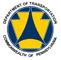 DEPARTMENT OF TRANSPORTATION
COMMONWEALTH OF PENNSYLVANIA